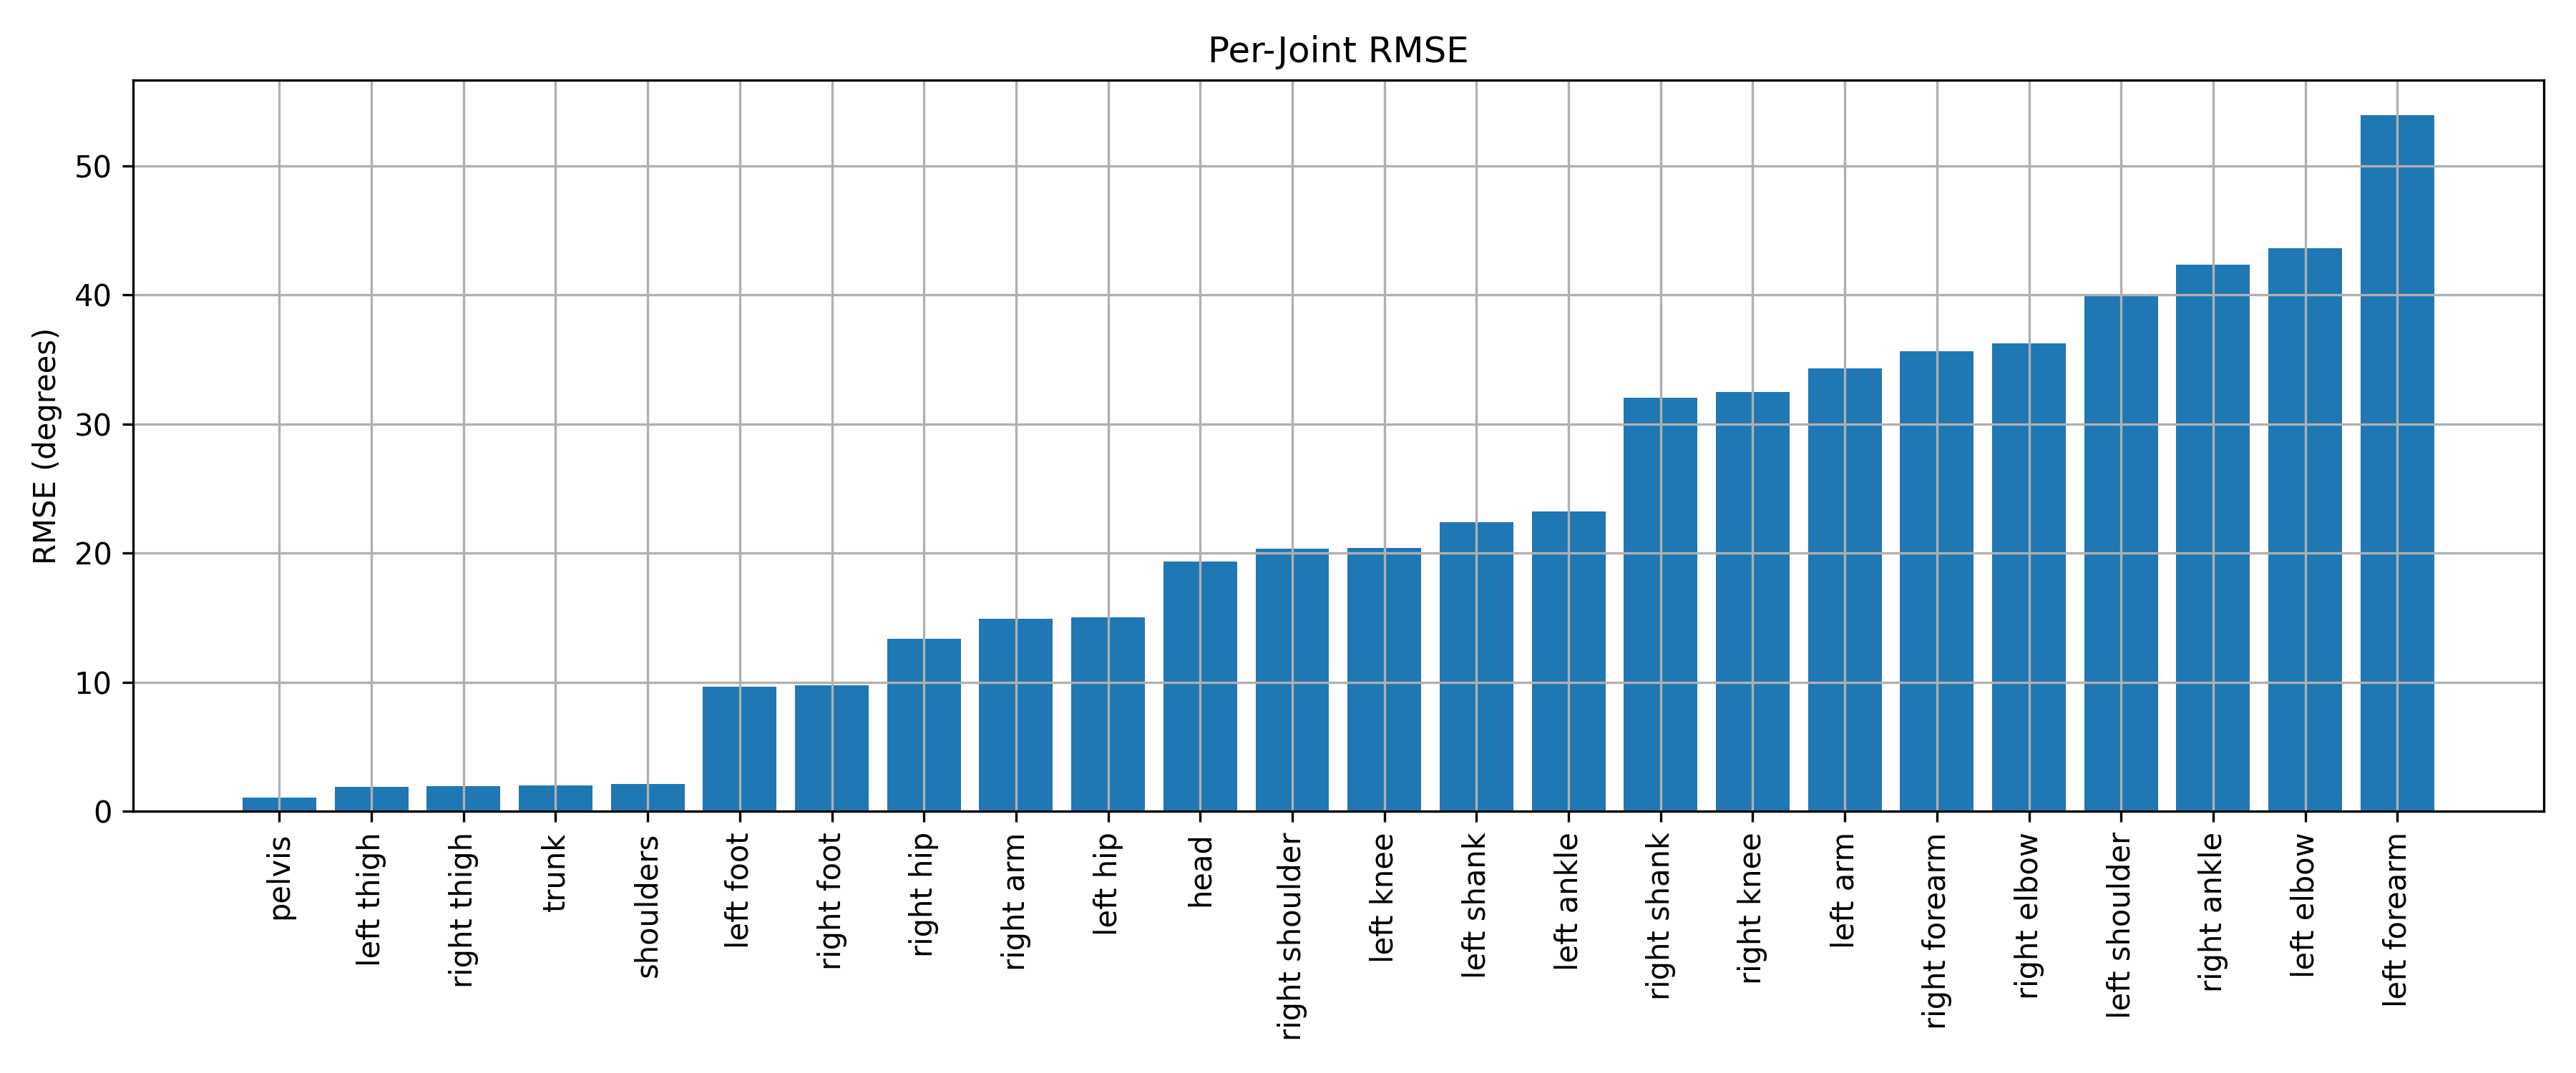 Per-Joint RMSE
RMSE (degrees)
50
40
30
20
10
0
pelvis
left thigh
right thigh
trunk
shoulders
left foot
right foot
right hip
right arm
left hip
head
right shoulder
left knee
left shank
left ankle
right shank
right knee
left arm
right forearm
right elbow
left shoulder
right ankle
left elbow
left forearm